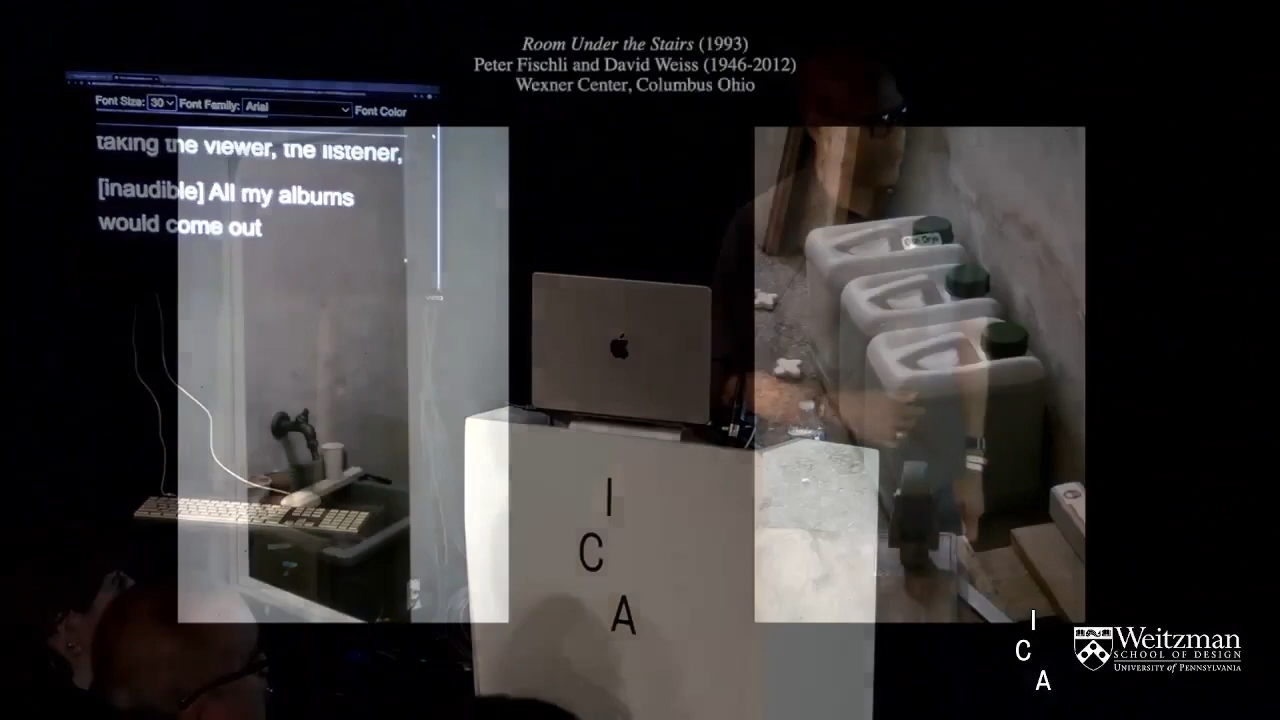 Room Under the Stairs (1993)
Peter Fischli and David Weiss (1946-2012)
Wexner Center, Columbus Ohio
Font Size: 30 Font Family: Arial Font Color
taking the viewer, the listener,
[inaudible] All my albums
would come out
I
C
A
I
C
A
Weitzman
SCHOOL OF DESIGN
UNIVERSITY OF PENNSYLVANIA